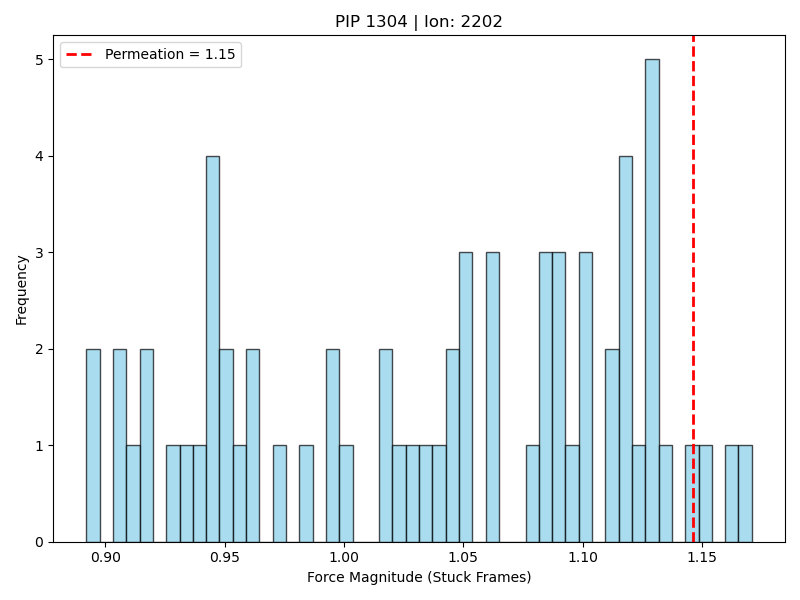 PIP 1304 | Ion: 2202
Permeation = 1.15
5
4
3
2
1
0
Frequency
0.90 0.95 1.00 1.05 1.10 1.15
Force Magnitude (Stuck Frames)